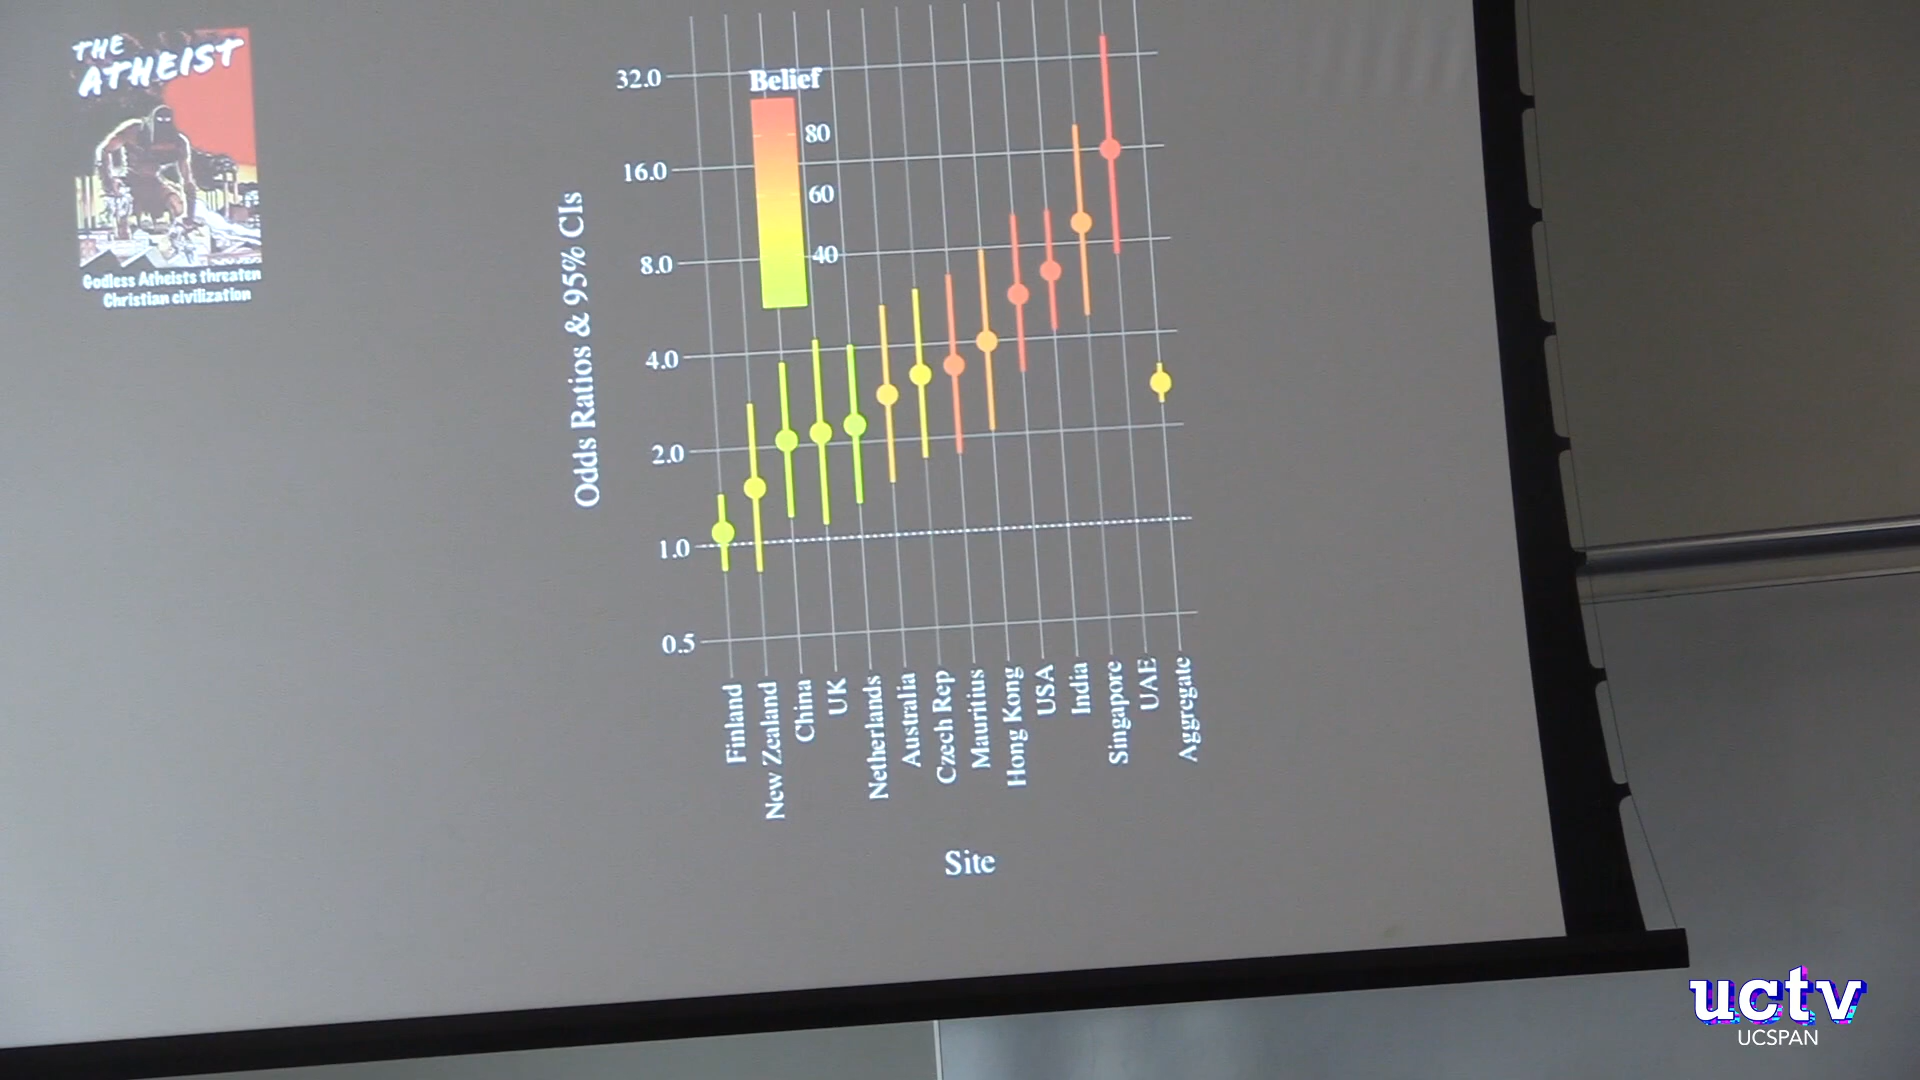 THE
ATHEIST
Godless Atheists threaten
Christian civilization
Odds Ratios & 95% CIs
32.0
16.0
8.0
4.0
2.0
1.0
0.5
Belief
80
60
40
Finland
New Zealand
China
UK
Netherlands
Australia
Czech Rep
Mauritius
Hong Kong
USA
India
Singapore
UAE
Aggregate
Site
uctv
UCSPAN